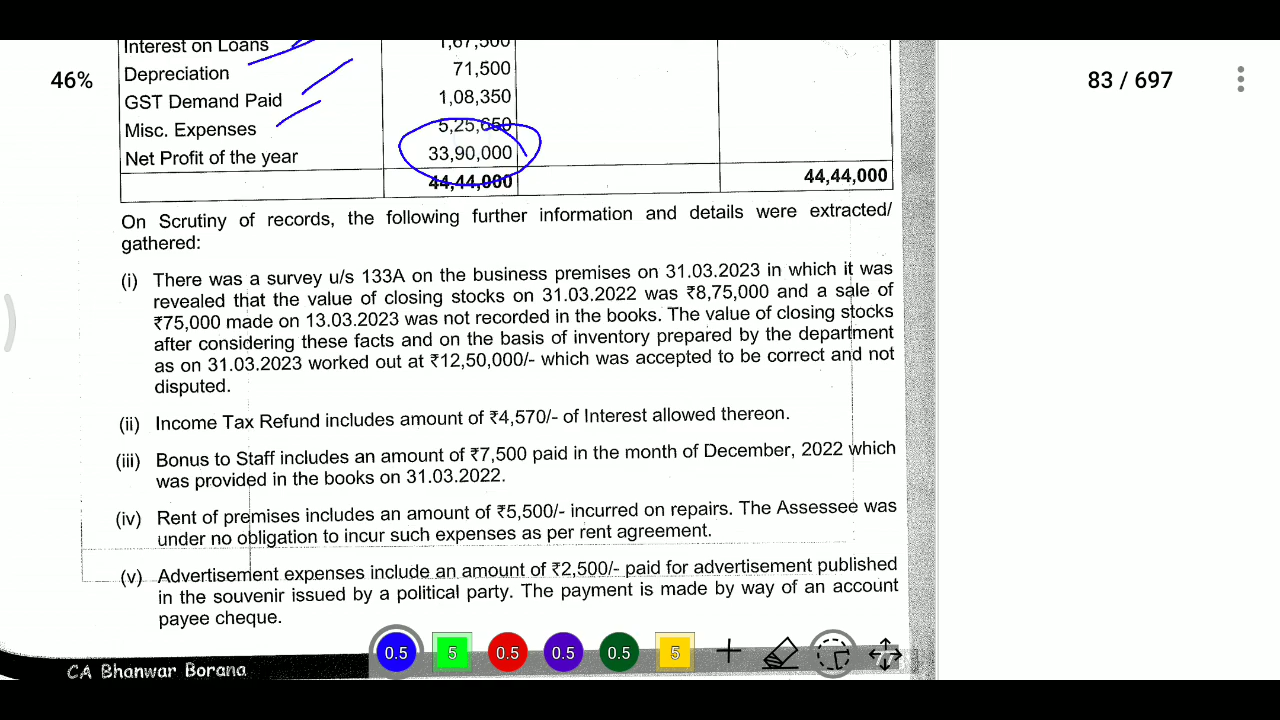 Interest on Loans 1,67,500
46% Depreciation 71,500 83 / 697
GST Demand Paid 1,08,350
Misc. Expenses 5,25,650
Net Profit of the year 33,90,000
44,44,000 44,44,000
On Scrutiny of records, the following further information and details were extracted/
gathered:
(i) There was a survey u/s 133A on the business premises on 31.03.2023 in which it was
revealed that the value of closing stocks on 31.03.2022 was ₹8,75,000 and a sale of
₹75,000 made on 13.03.2023 was not recorded in the books. The value of closing stocks
after considering these facts and on the basis of inventory prepared by the department
as on 31.03.2023 worked out at ₹12,50,000/- which was accepted to be correct and not
disputed.
(ii) Income Tax Refund includes amount of ₹4,570/- of Interest allowed thereon.
(iii) Bonus to Staff includes an amount of ₹7,500 paid in the month of December, 2022 which
was provided in the books on 31.03.2022.
(iv) Rent of premises includes an amount of ₹5,500/- incurred on repairs. The Assessee was
under no obligation to incur such expenses as per rent agreement.
(v) Advertisement expenses include an amount of ₹2,500/- paid for advertisement published
in the souvenir issued by a political party. The payment is made by way of an account
payee cheque.
0.5 5 0.5 0.5 0.5 5
CA Bhanwar Borana